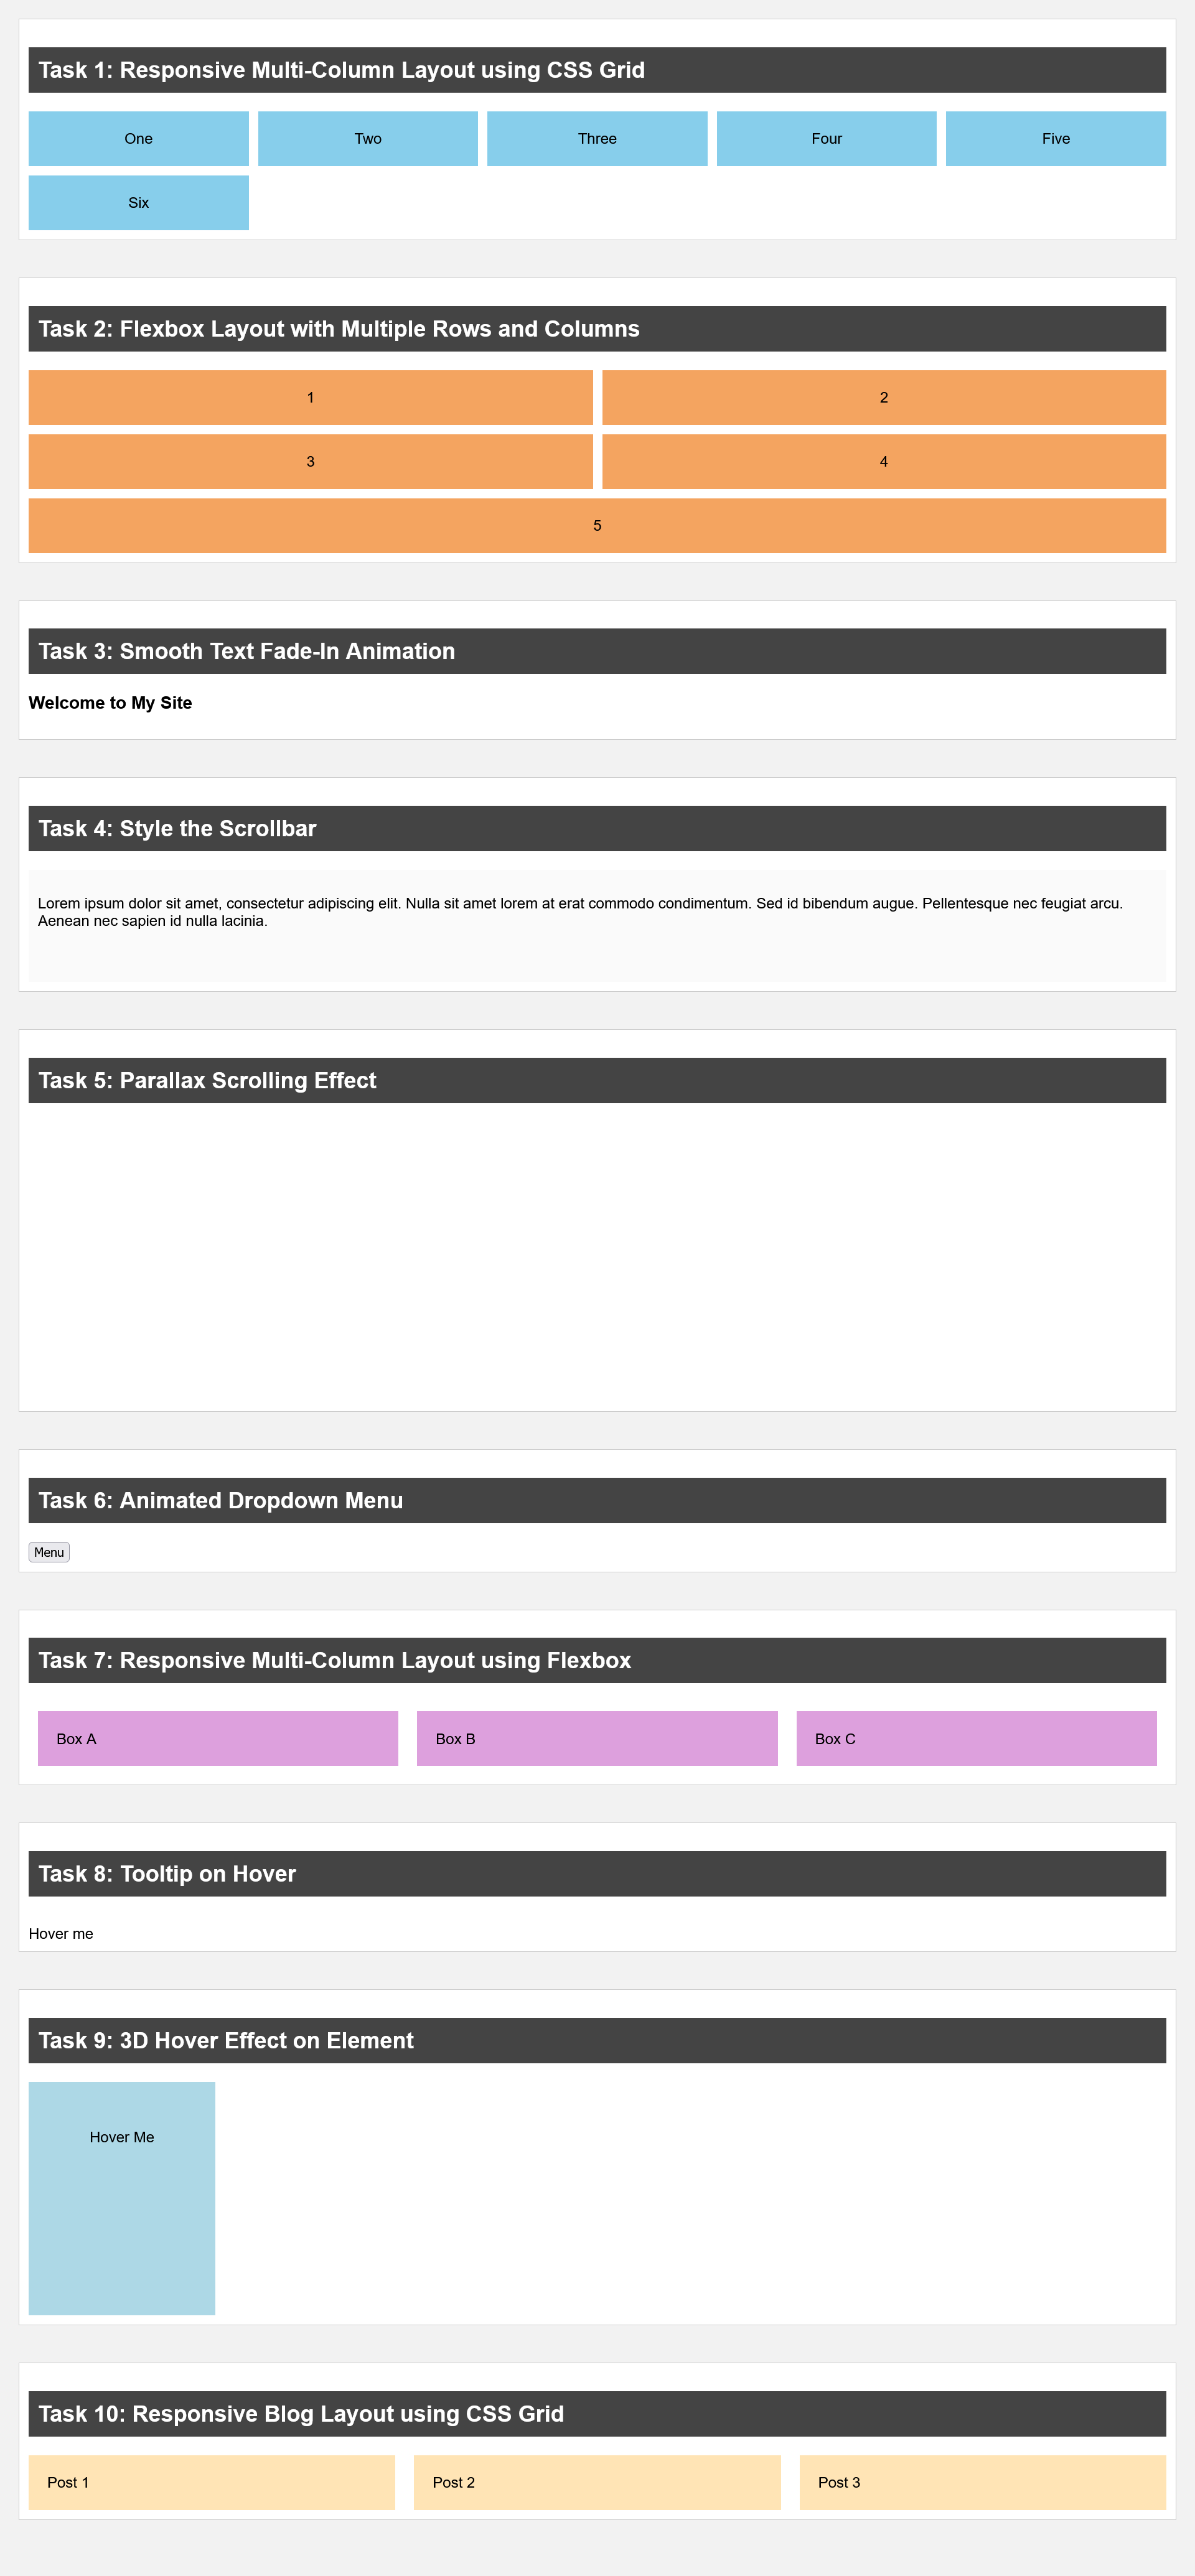 Task 1: Responsive Multi-Column Layout using CSS Grid
One
Two
Three
Four
Five
Six
Task 2: Flexbox Layout with Multiple Rows and Columns
1
2
3
4
5
Task 3: Smooth Text Fade-In Animation
Welcome to My Site
Task 4: Style the Scrollbar
Lorem ipsum dolor sit amet, consectetur adipiscing elit. Nulla sit amet lorem at erat commodo condimentum. Sed id bibendum augue. Pellentesque nec feugiat arcu.
Aenean nec sapien id nulla lacinia.
Task 5: Parallax Scrolling Effect
Task 6: Animated Dropdown Menu
Menu
Task 7: Responsive Multi-Column Layout using Flexbox
Box A
Box B
Box C
Task 8: Tooltip on Hover
Hover me
Task 9: 3D Hover Effect on Element
Hover Me
Task 10: Responsive Blog Layout using CSS Grid
Post 1
Post 2
Post 3